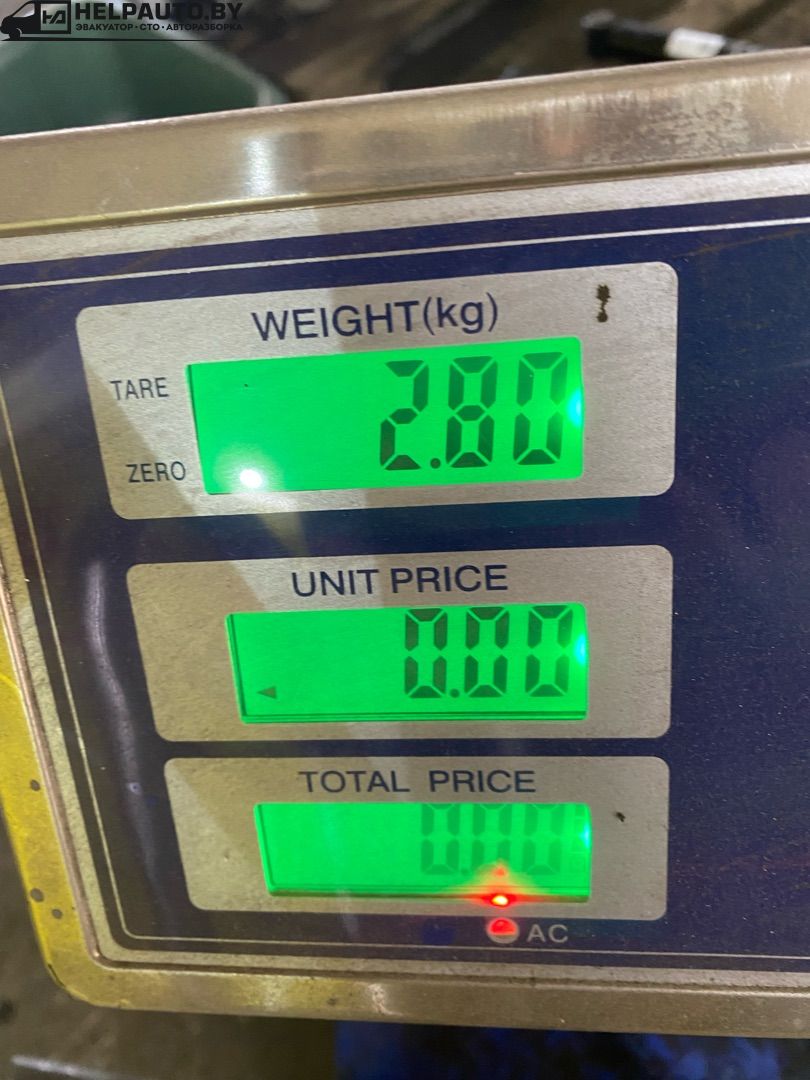 HELPAUTO.BY
ЭВАКУАТОР•СТО•АВТОРАЗБОРКА
WEIGHT(kg)
TARE
2.80
ZERO
UNIT PRICE
0.00
TOTAL PRICE
0.00
AC